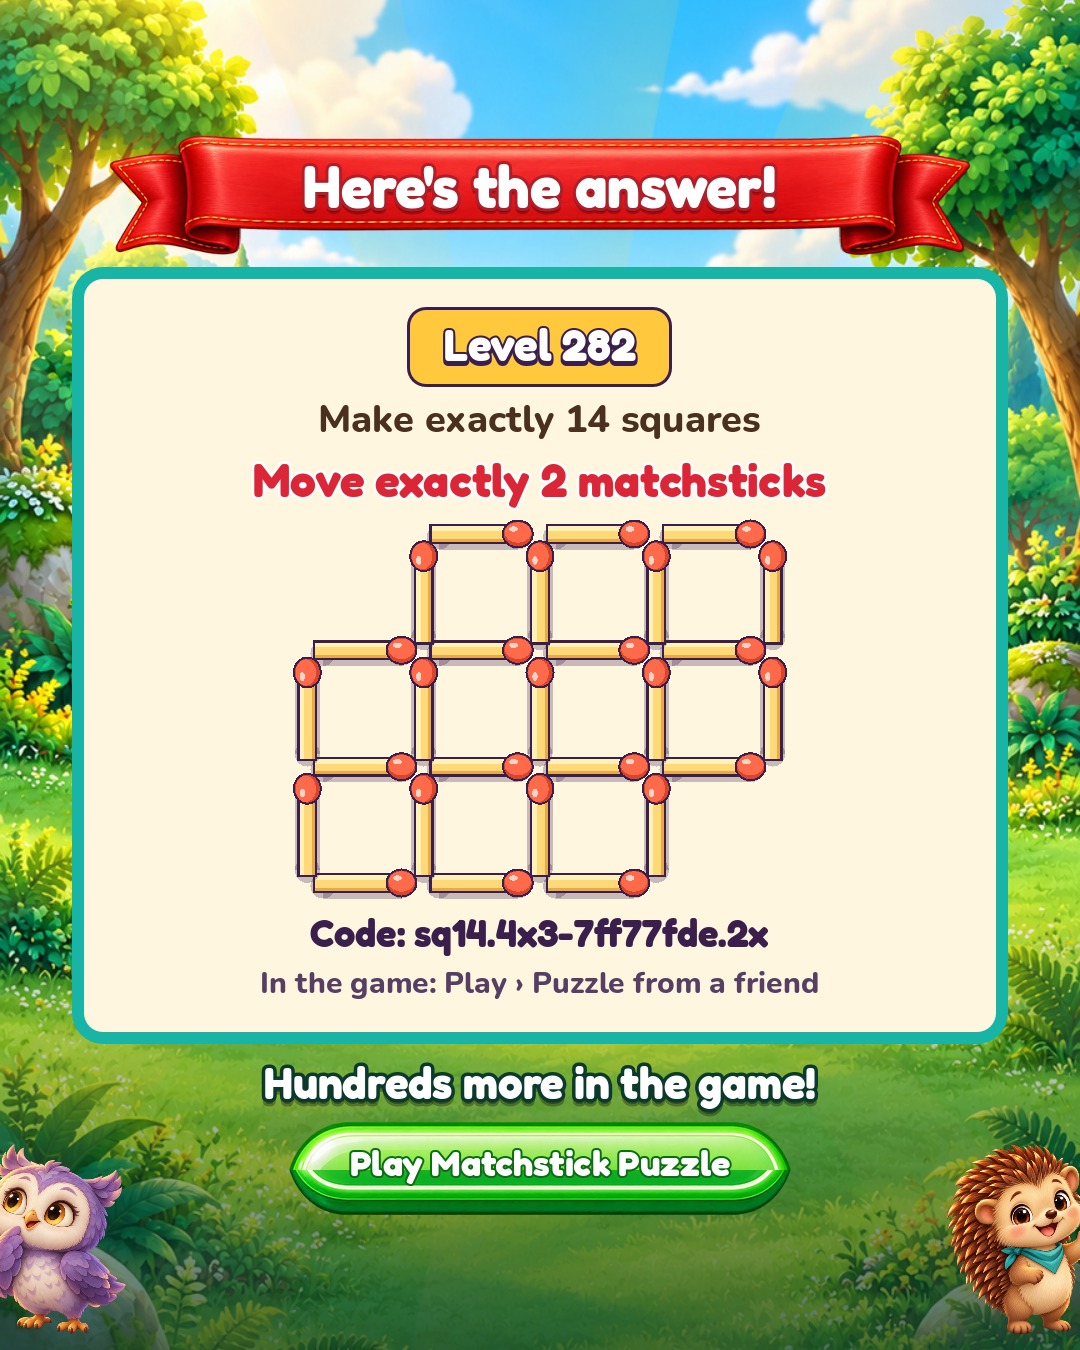 Here's the answer!
Level 282
Make exactly 14 squares
Move exactly 2 matchsticks
Code: sq14.4x3-7ff77fde.2x
In the game: Play › Puzzle from a friend
Hundreds more in the game!
Play Matchstick Puzzle